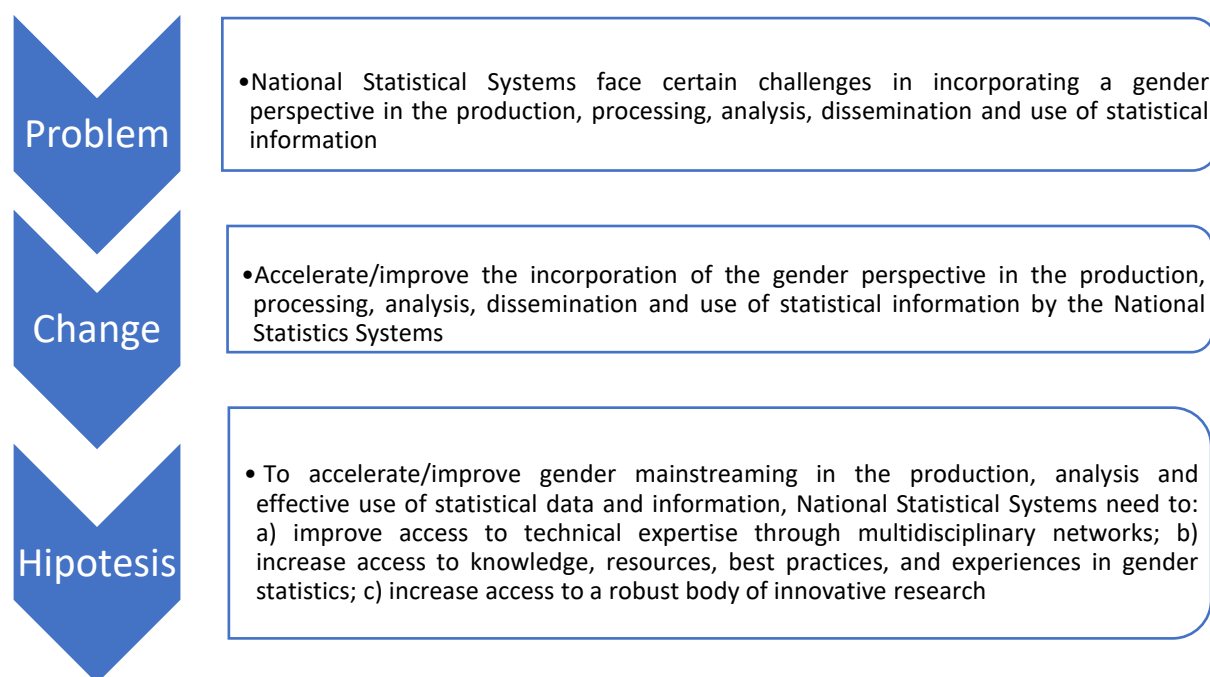 Problem
•National Statistical Systems face certain challenges in incorporating a gender
perspective in the production, processing, analysis, dissemination and use of statistical
information
Change
•Accelerate/improve the incorporation of the gender perspective in the production,
processing, analysis, dissemination and use of statistical information by the National
Statistics Systems
Hipotesis
• To accelerate/improve gender mainstreaming in the production, analysis and
effective use of statistical data and information, National Statistical Systems need to:
a) improve access to technical expertise through multidisciplinary networks; b)
increase access to knowledge, resources, best practices, and experiences in gender
statistics; c) increase access to a robust body of innovative research